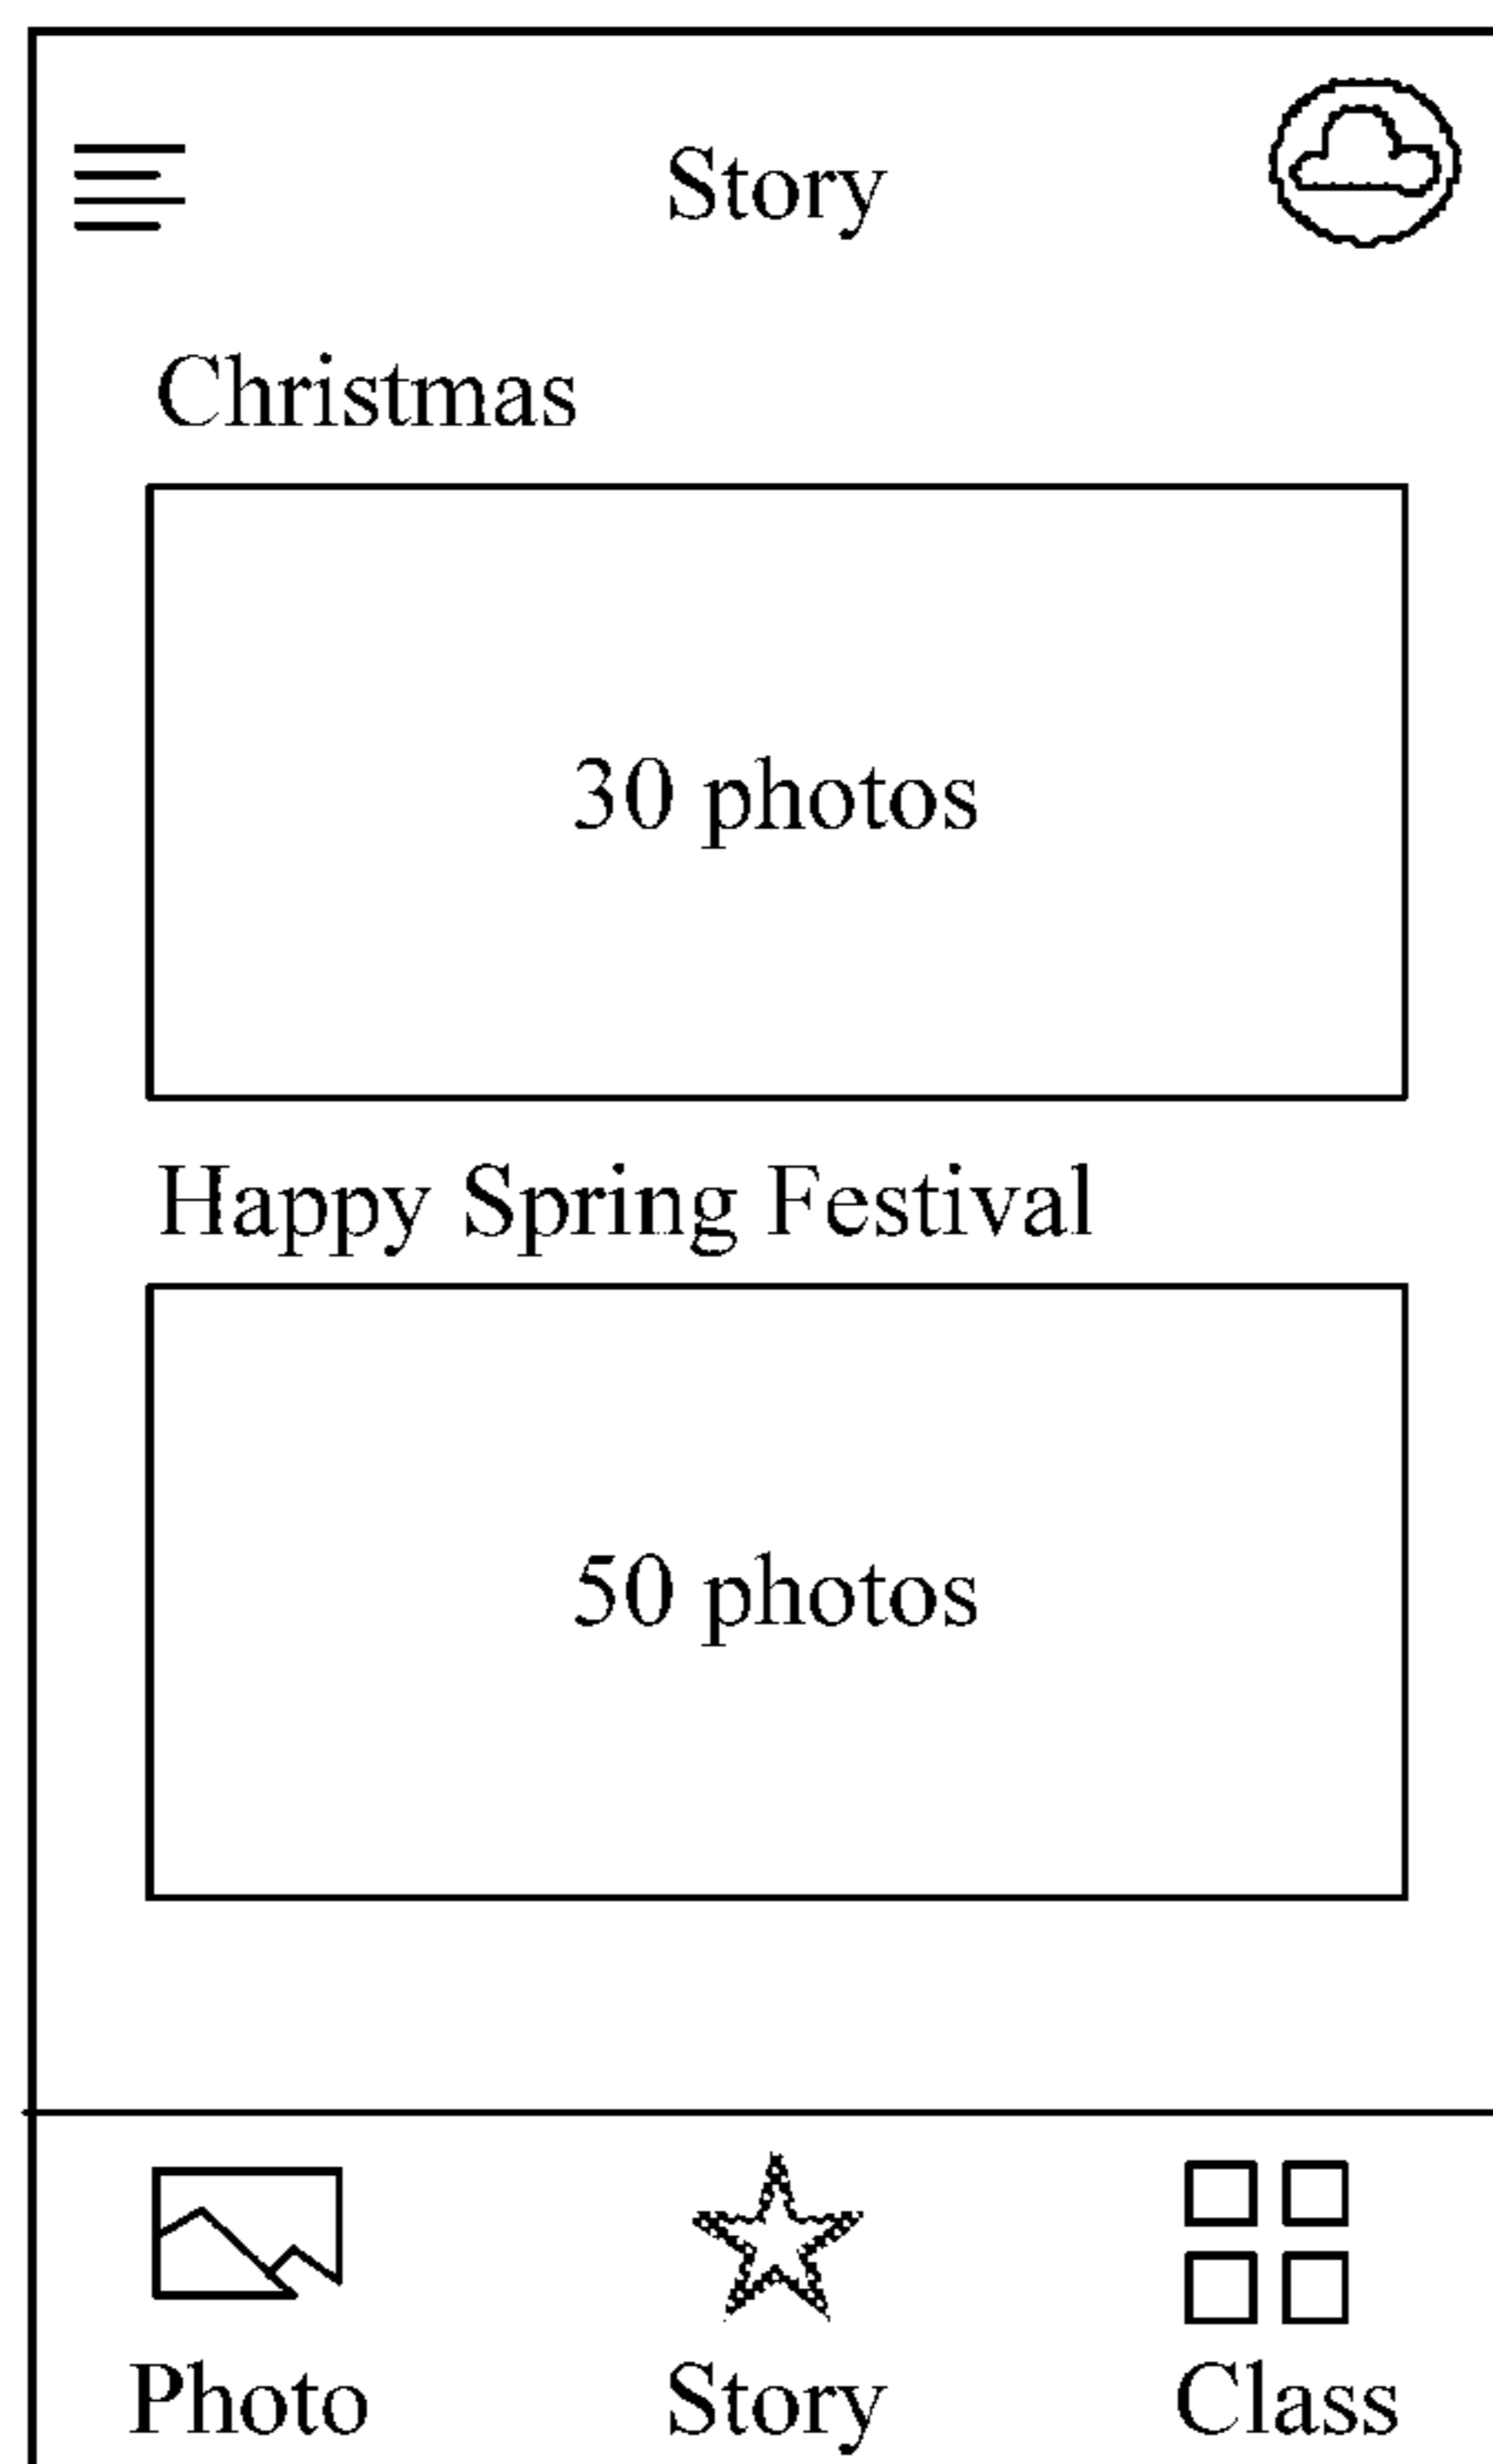 Story
Christmas
30 photos
Happy Spring Festival
50 photos
Photo Story Class